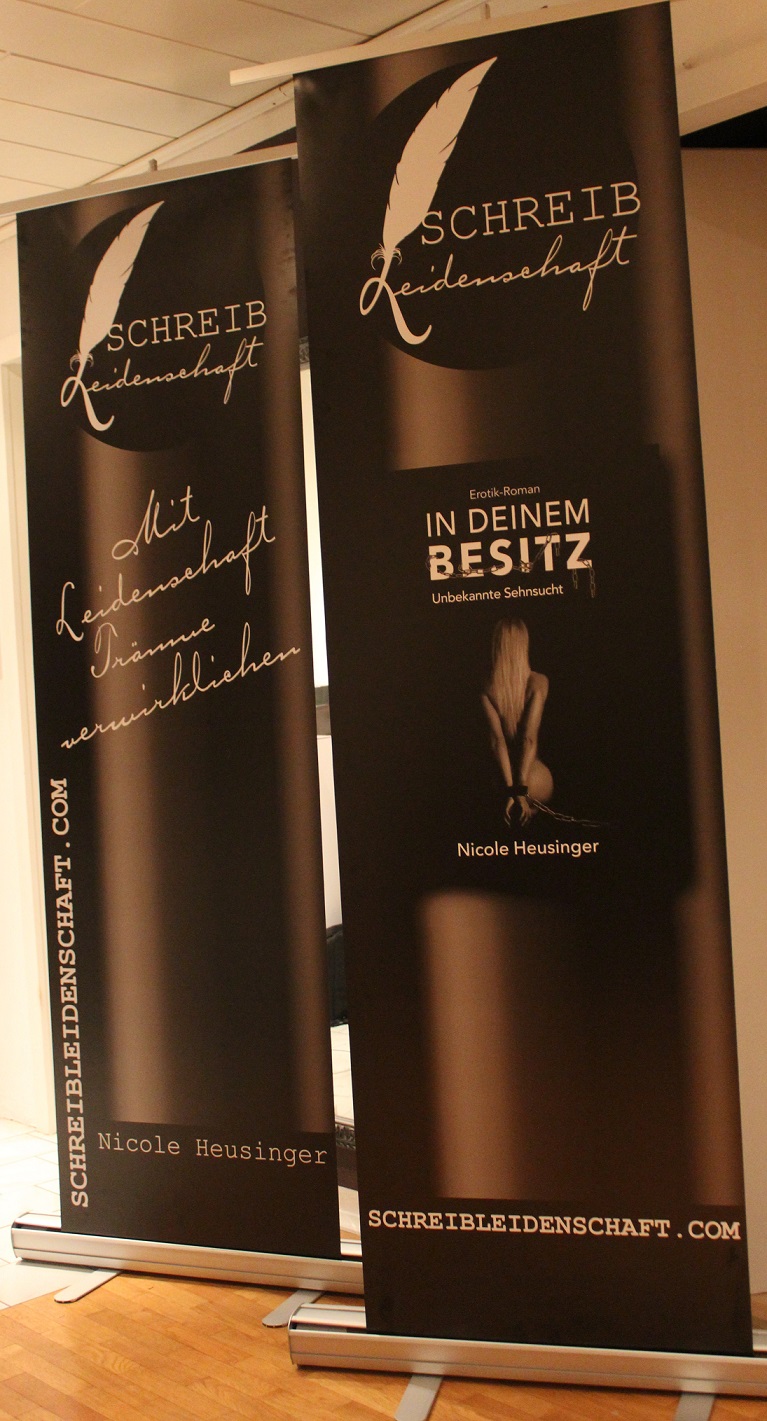 SCHREIB
Leidenschaft
Mit
Leidenschaft
Träume
verwirklichen
SCHREIBLEIDENSCHAFT.COM
Nicole Heusinger
SCHREIB
Leidenschaft
Erotik-Roman
IN DEINEM
BESITZ
Unbekannte Sehnsucht
Nicole Heusinger
SCHREIBLEIDENSCHAFT.COM